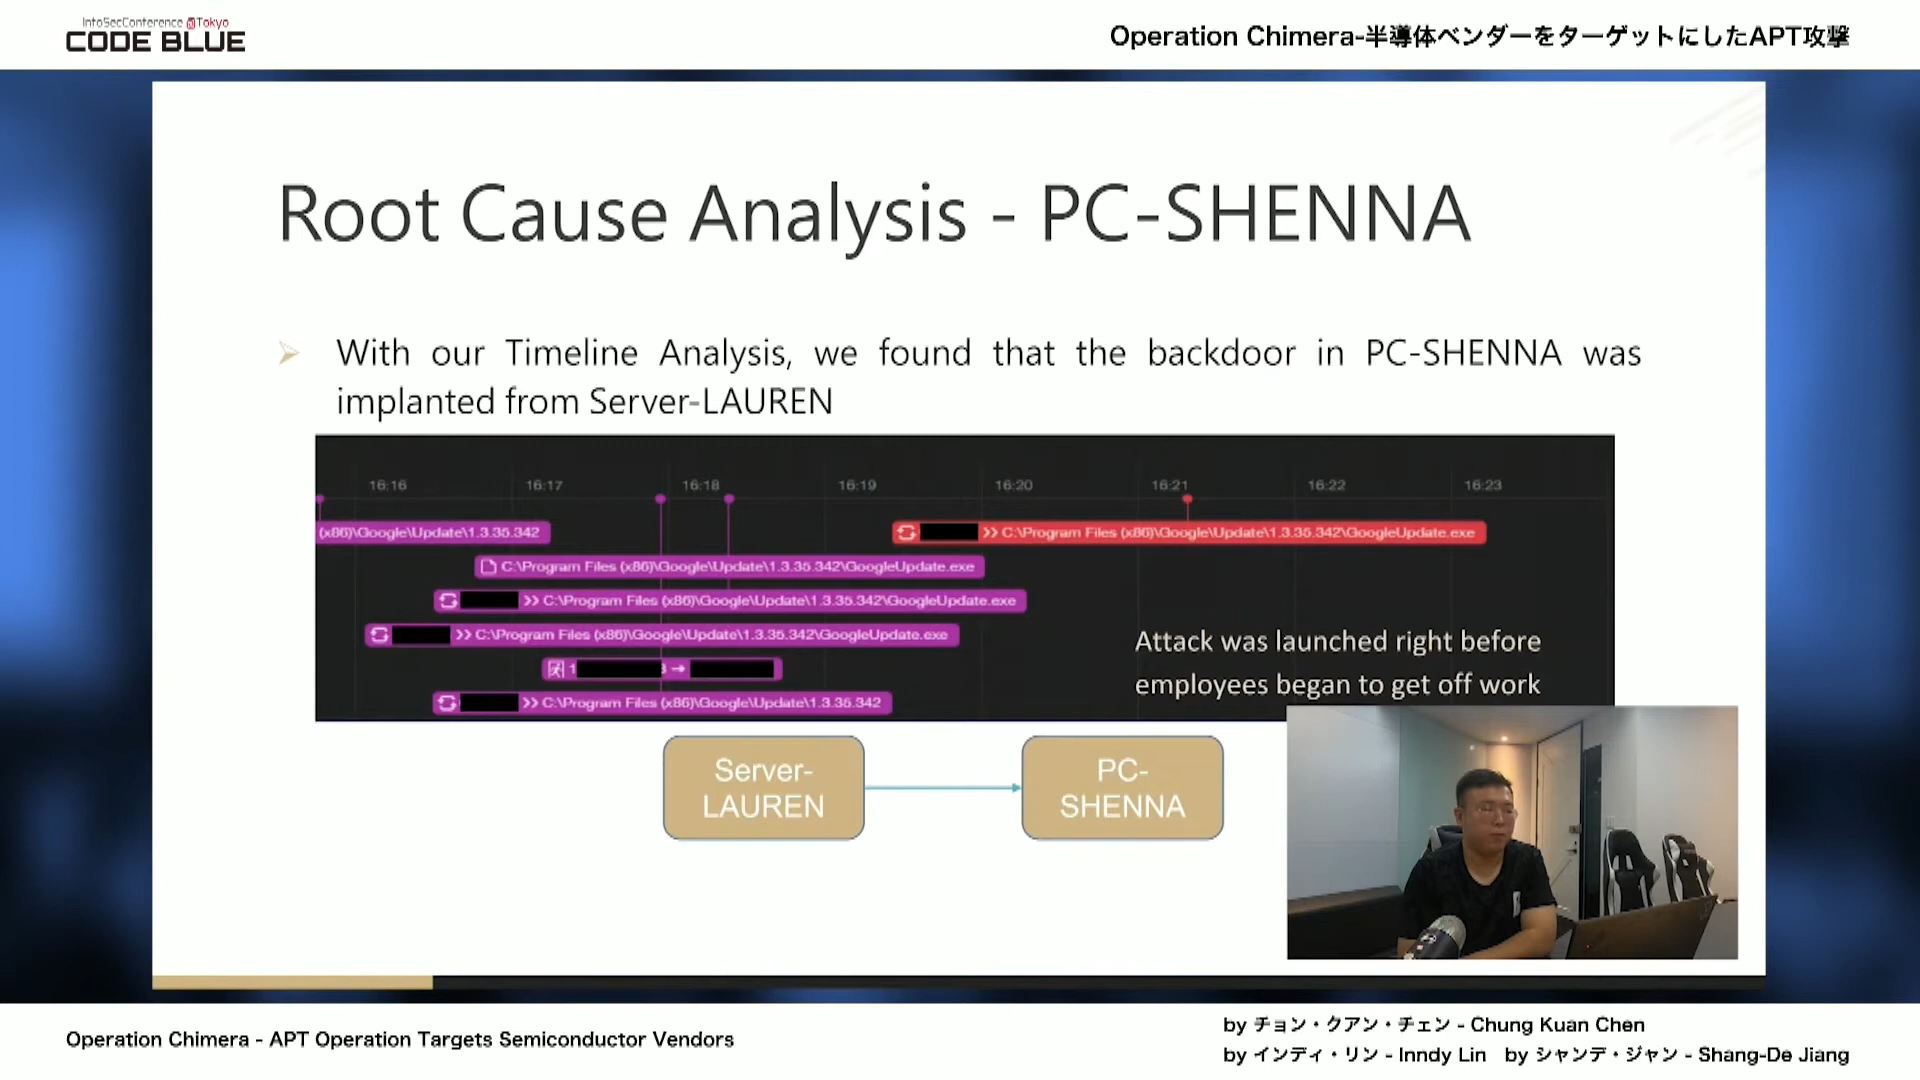 InfoSecConference @Tokyo
CODE BLUE
Operation Chimera-半導体ベンダーをターゲットにしたAPT攻撃
Root Cause Analysis - PC-SHENNA
With our Timeline Analysis, we found that the backdoor in PC-SHENNA was
implanted from Server-LAUREN
16:16 16:17 16:18 16:19 16:20 16:21 16:22 16:23
(x86)\Google\Update\1.3.35.342
>> C:\Program Files (x86)\Google\Update\1.3.35.342\GoogleUpdate.exe
C:\Program Files (x86)\Google\Update\1.3.35.342\GoogleUpdate.exe
>> C:\Program Files (x86)\Google\Update\1.3.35.342\GoogleUpdate.exe
>> C:\Program Files (x86)\Google\Update\1.3.35.342\GoogleUpdate.exe
1 →
>> C:\Program Files (x86)\Google\Update\1.3.35.342
Attack was launched right before
employees began to get off work
Server-
LAUREN
PC-
SHENNA
Operation Chimera - APT Operation Targets Semiconductor Vendors
by チョン・クアン・チェン - Chung Kuan Chen
by インディ・リン - Inndy Lin by シャンデ・ジャン - Shang-De Jiang